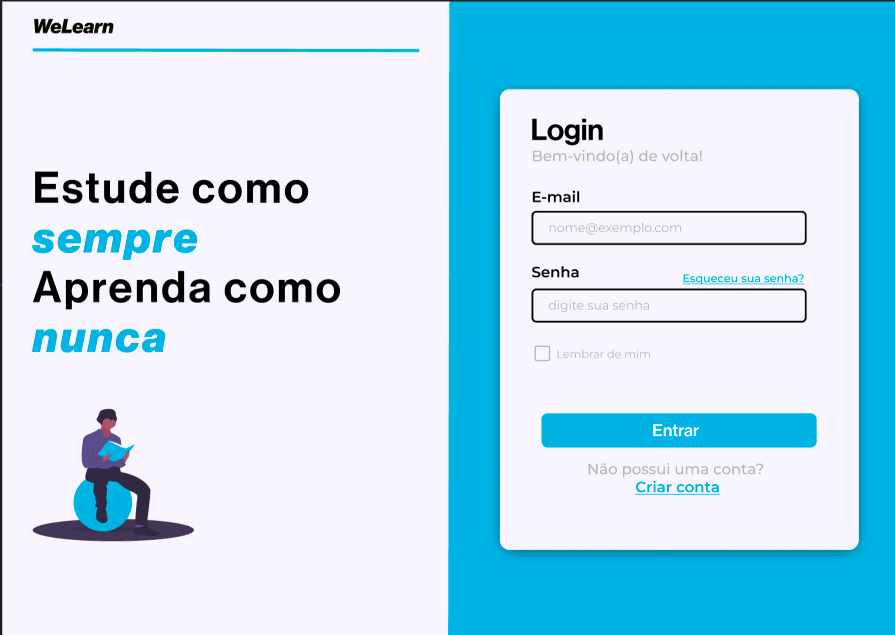 WeLearn
Estude como
sempre
Aprenda como
nunca
Login
Bem-vindo(a) de volta!
E-mail
nome@exemplo.com
Senha
Esqueceu sua senha?
digite sua senha
Lembrar de mim
Entrar
Não possui uma conta?
Criar conta